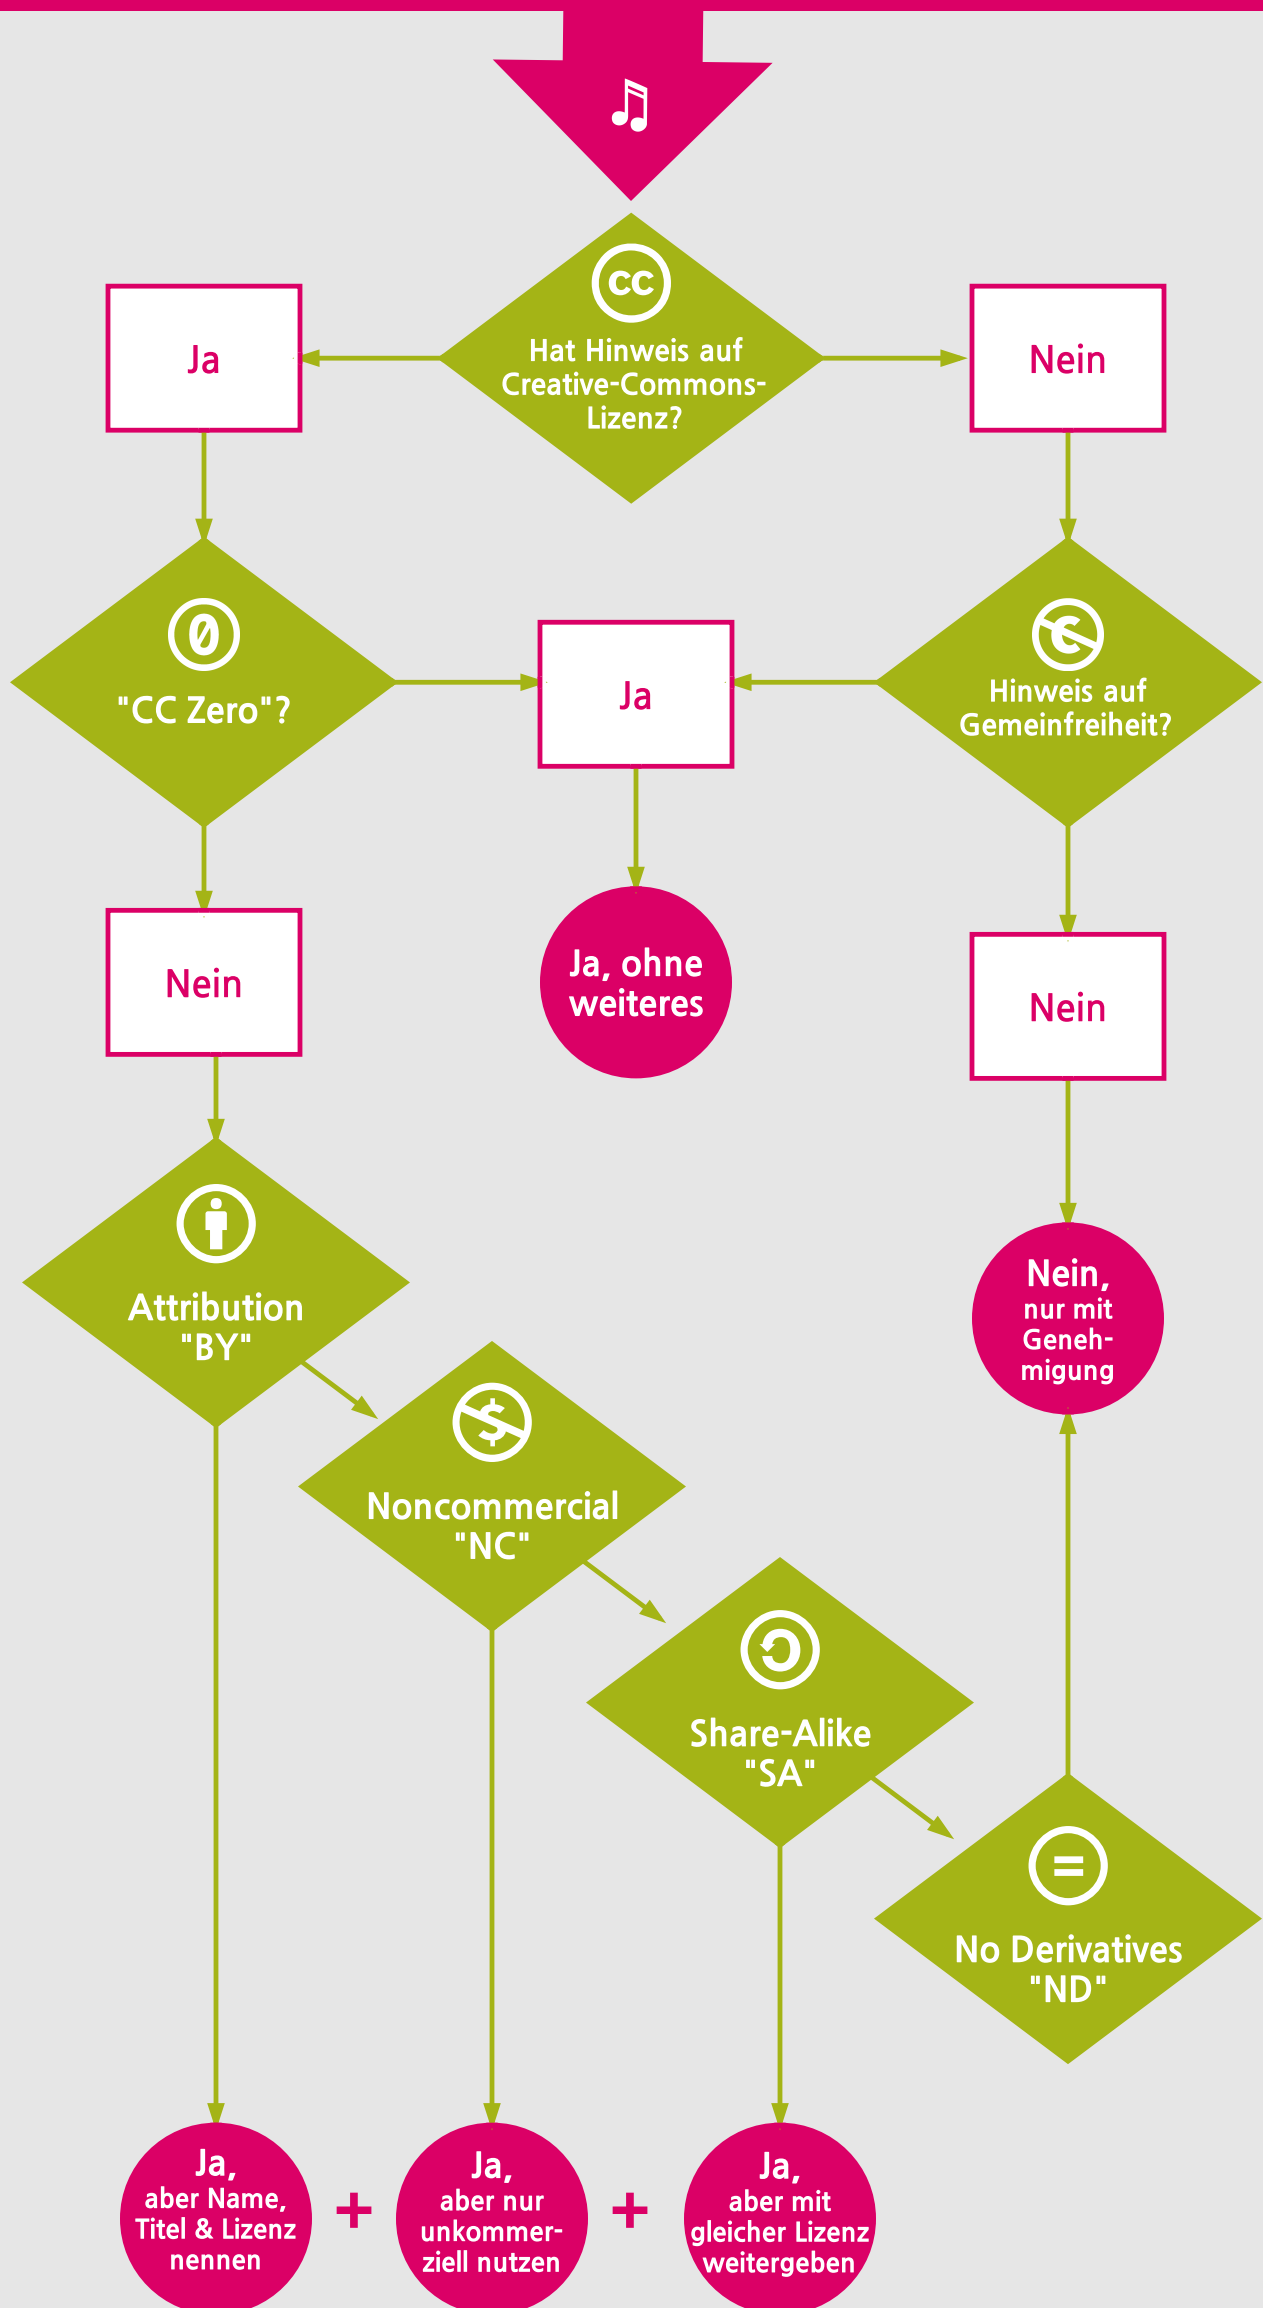 cc
Hat Hinweis auf
Creative-Commons-
Lizenz?
Ja
Nein
0
"CC Zero"?
Ja
Hinweis auf
Gemeinfreiheit?
Nein
Ja, ohne
weiteres
Nein
Attribution
"BY"
Nein,
nur mit
Geneh-
migung
$
Noncommercial
"NC"
Share-Alike
"SA"
=
No Derivatives
"ND"
Ja,
aber Name,
Titel & Lizenz
nennen
+
Ja,
aber nur
unkommer-
ziell nutzen
+
Ja,
aber mit
gleicher Lizenz
weitergeben